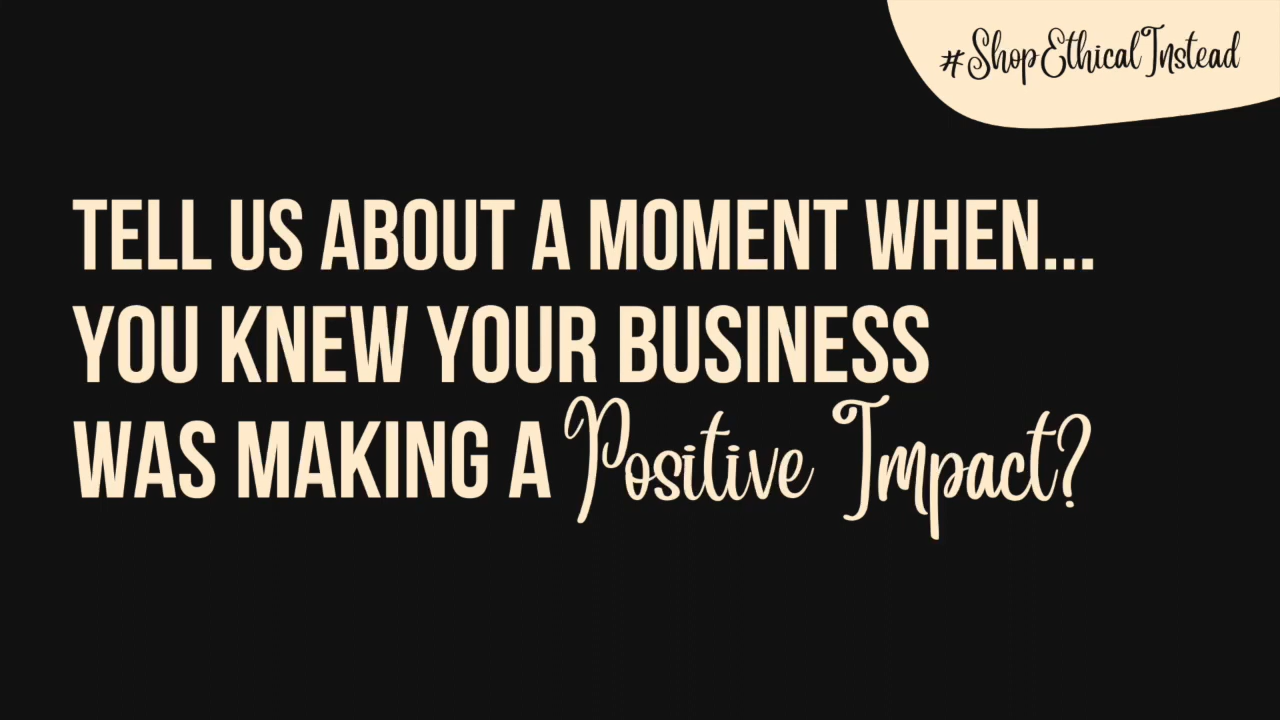 #ShopEthicalInstead
TELL US ABOUT A MOMENT WHEN...
YOU KNEW YOUR BUSINESS
WAS MAKING A Positive Impact?